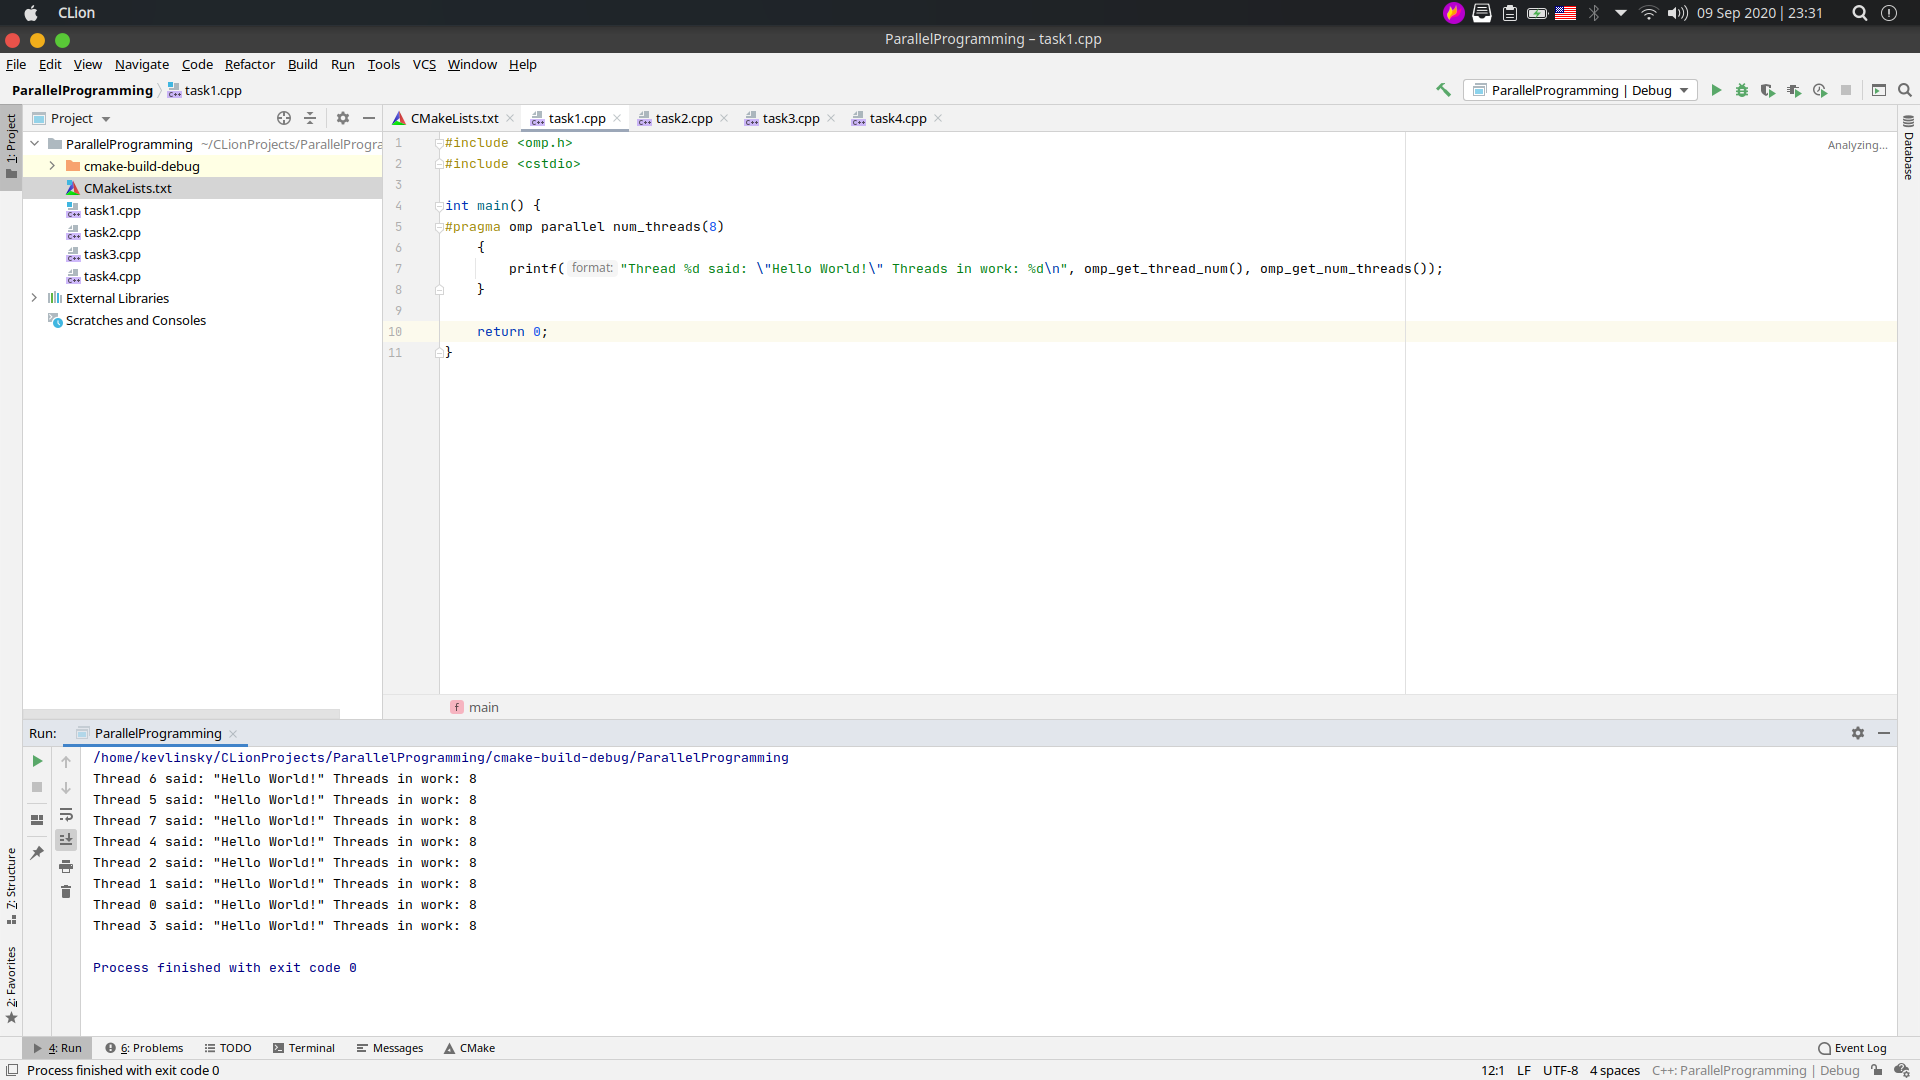 CLion
09 Sep 2020 | 23:31
ParallelProgramming – task1.cpp
File Edit View Navigate Code Refactor Build Run Tools VCS Window Help
ParallelProgramming task1.cpp
ParallelProgramming | Debug
1: Project
Project
CMakeLists.txt task1.cpp task2.cpp task3.cpp task4.cpp
ParallelProgramming ~/CLionProjects/ParallelProgra
cmake-build-debug
CMakeLists.txt
task1.cpp
task2.cpp
task3.cpp
task4.cpp
External Libraries
Scratches and Consoles
Analyzing...
Database
1 #include <omp.h>
2 #include <cstdio>
3
4 int main() {
5 #pragma omp parallel num_threads(8)
6 {
7 printf( format: "Thread %d said: \"Hello World!\" Threads in work: %d\n", omp_get_thread_num(), omp_get_num_threads());
8 }
9
10 return 0;
11 }
f main
Run: ParallelProgramming
/home/kevlinsky/CLionProjects/ParallelProgramming/cmake-build-debug/ParallelProgramming
Thread 6 said: "Hello World!" Threads in work: 8
Thread 5 said: "Hello World!" Threads in work: 8
Thread 7 said: "Hello World!" Threads in work: 8
Thread 4 said: "Hello World!" Threads in work: 8
Thread 2 said: "Hello World!" Threads in work: 8
Thread 1 said: "Hello World!" Threads in work: 8
Thread 0 said: "Hello World!" Threads in work: 8
Thread 3 said: "Hello World!" Threads in work: 8
Process finished with exit code 0
7: Structure
2: Favorites
4: Run 6: Problems TODO Terminal Messages CMake Event Log
Process finished with exit code 0
12:1 LF UTF-8 4 spaces C++: ParallelProgramming | Debug